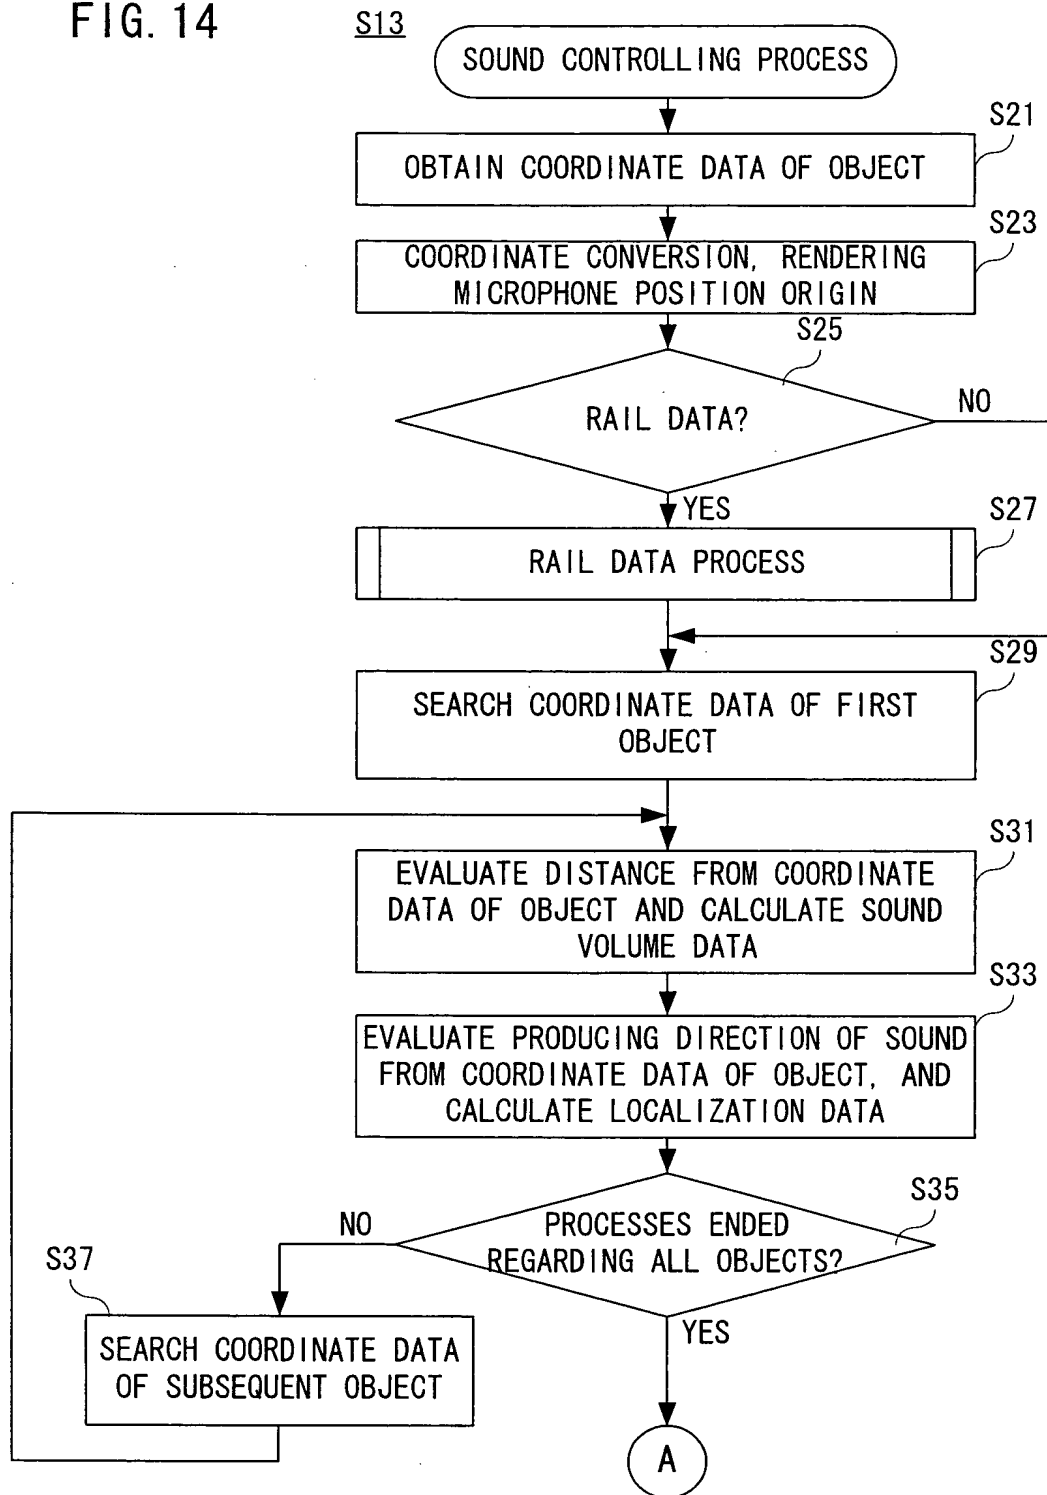 FIG. 14
S13
SOUND CONTROLLING PROCESS
S21
OBTAIN COORDINATE DATA OF OBJECT
S23
COORDINATE CONVERSION, RENDERING
MICROPHONE POSITION ORIGIN
S25
RAIL DATA?
NO
YES
S27
RAIL DATA PROCESS
S29
SEARCH COORDINATE DATA OF FIRST
OBJECT
S31
EVALUATE DISTANCE FROM COORDINATE
DATA OF OBJECT AND CALCULATE SOUND
VOLUME DATA
S33
EVALUATE PRODUCING DIRECTION OF SOUND
FROM COORDINATE DATA OF OBJECT, AND
CALCULATE LOCALIZATION DATA
S35
PROCESSES ENDED
REGARDING ALL OBJECTS?
NO
S37
SEARCH COORDINATE DATA
OF SUBSEQUENT OBJECT
YES
A